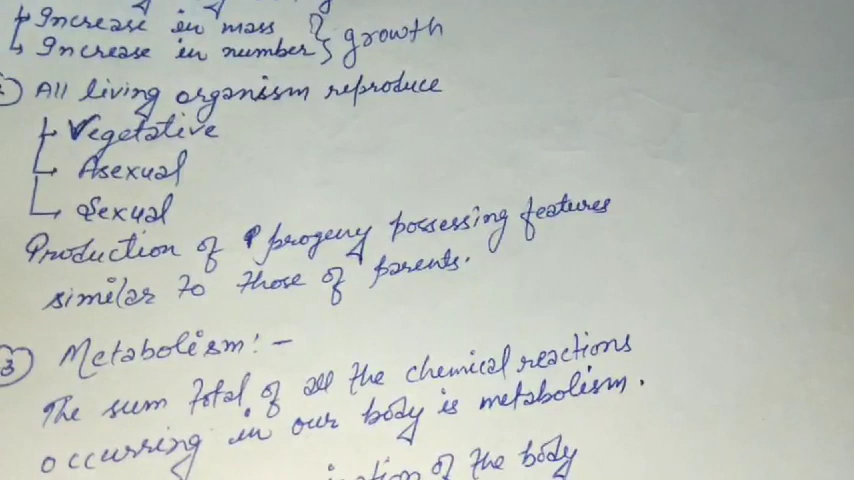 Increase in mass } growth
Increase in number
All living organism reproduce
Vegetative
Asexual
Sexual
Production of progeny possessing features
similar to those of parents.
3 Metabolism:-
The sum total of all the chemical reactions
occurring in our body is metabolism.
of the body